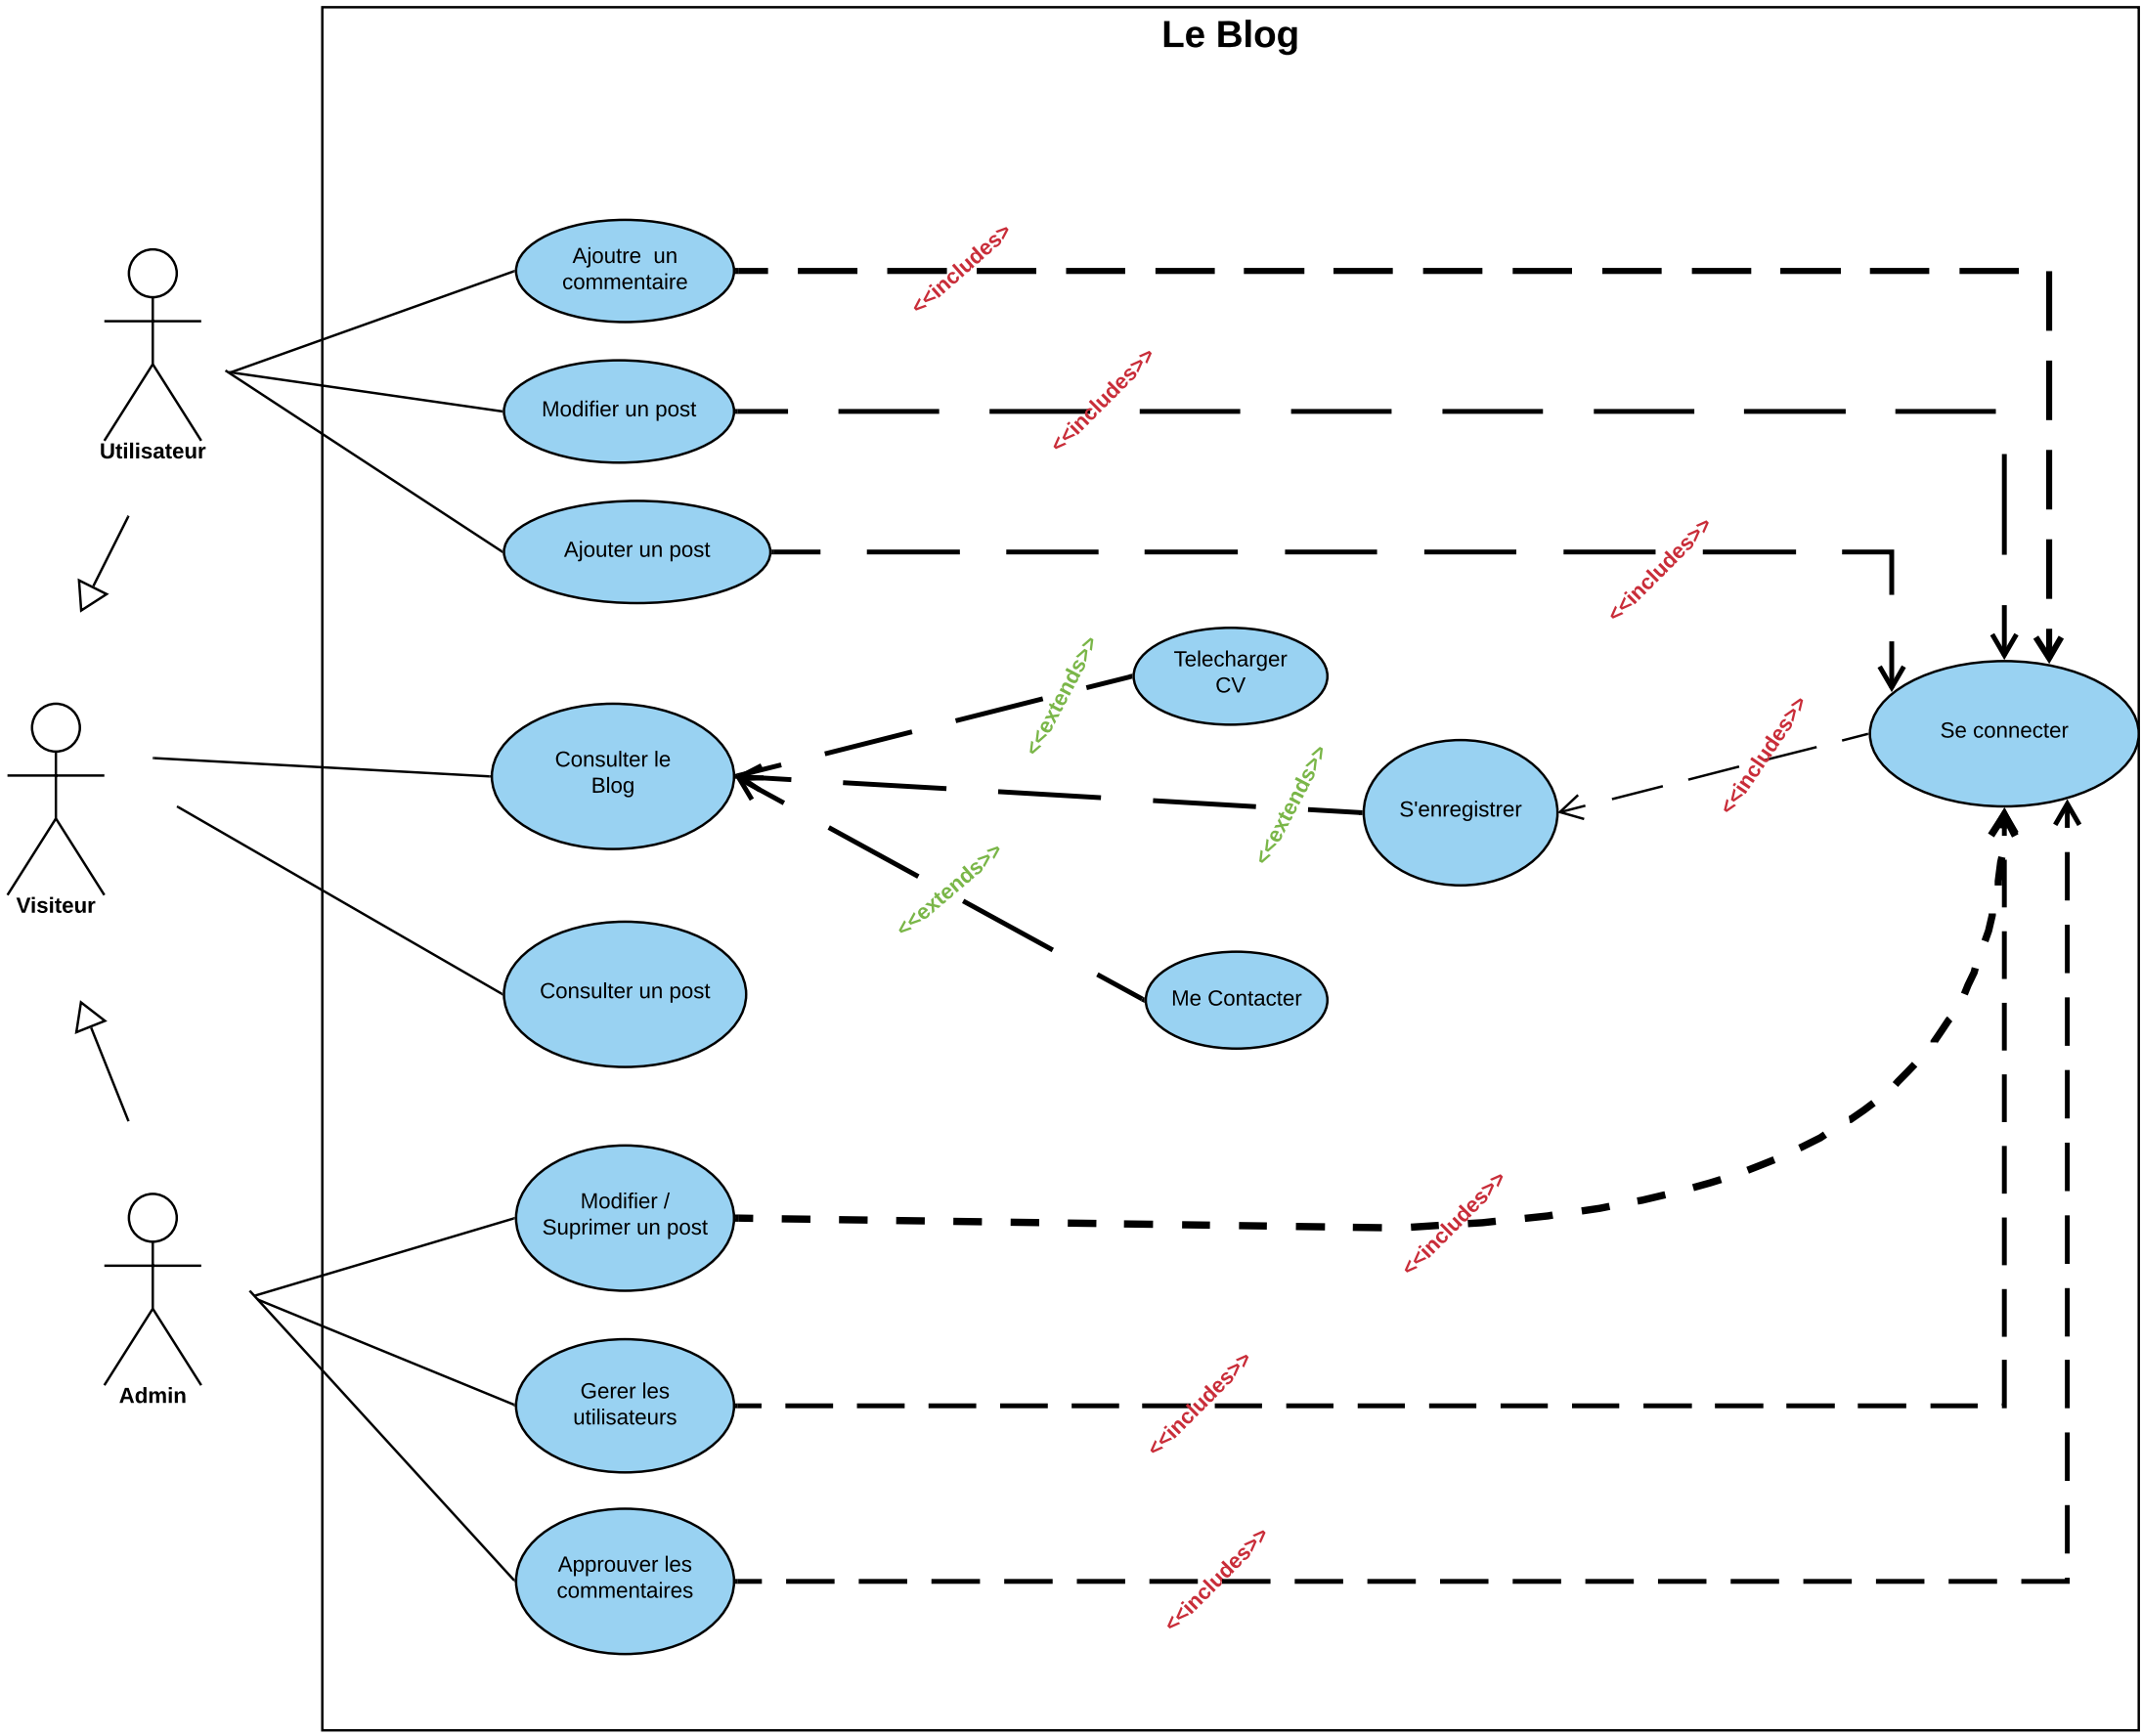 Le Blog
Ajoutre un
commentaire
<<includes>
Utilisateur
Modifier un post
<<includes>>
Ajouter un post
<<includes>>
Telecharger
CV
<<extends>>
Se connecter
<<includes>>
Visiteur
Consulter le
Blog
S'enregistrer
<<extends>>
<<extends>>
Consulter un post
Me Contacter
Admin
Modifier /
Suprimer un post
<<includes>>
Gerer les
utilisateurs
<<includes>>
Approuver les
commentaires
<<includes>>